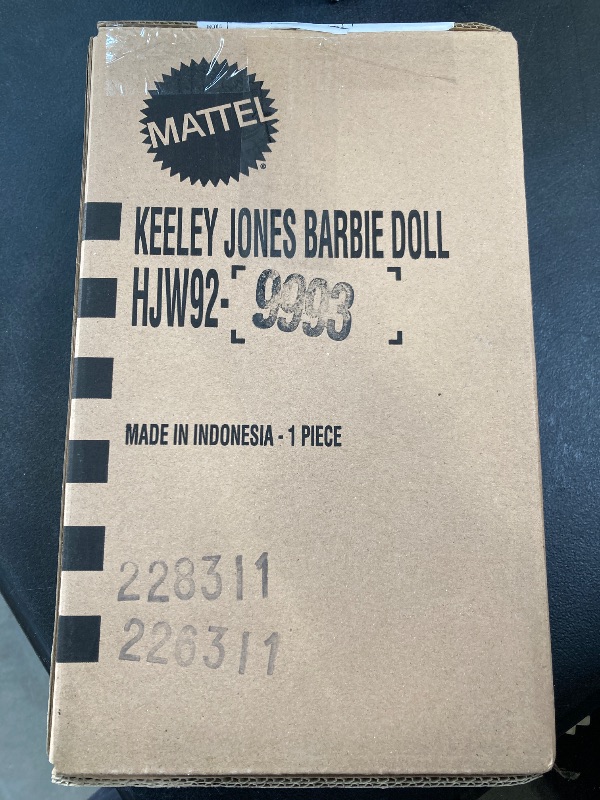 MATTEL
®
KEELEY JONES BARBIE DOLL
HJW92-[9993]
MADE IN INDONESIA - 1 PIECE
228311
226311